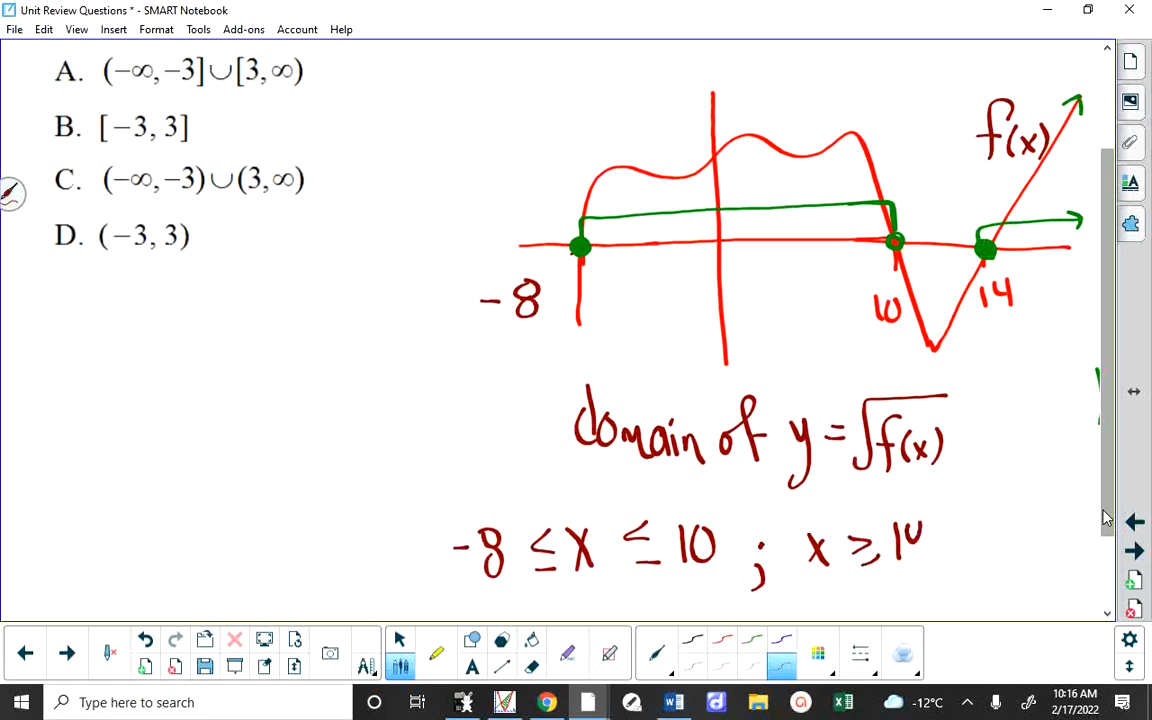 Unit Review Questions * - SMART Notebook
File Edit View Insert Format Tools Add-ons Account Help
A. (−∞, −3]∪[3, ∞)
B. [−3, 3]
C. (−∞, −3)∪(3, ∞)
D. (−3, 3)
f(x)
-8
10
14
domain of y = √f(x)
-8 ≤ x ≤ 10 ; x ≥ 14
Type here to search
-12°C
10:16 AM
2/17/2022